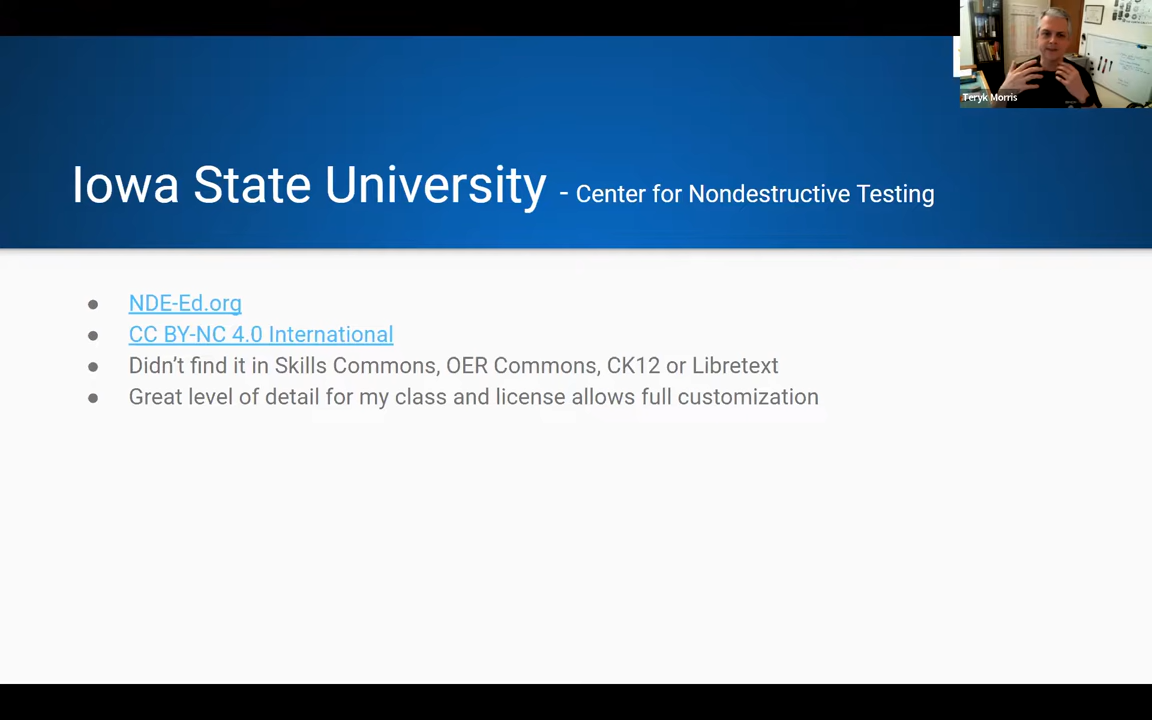 Teryk Morris
Iowa State University - Center for Nondestructive Testing
● NDE-Ed.org
● CC BY-NC 4.0 International
● Didn’t find it in Skills Commons, OER Commons, CK12 or Libretext
● Great level of detail for my class and license allows full customization